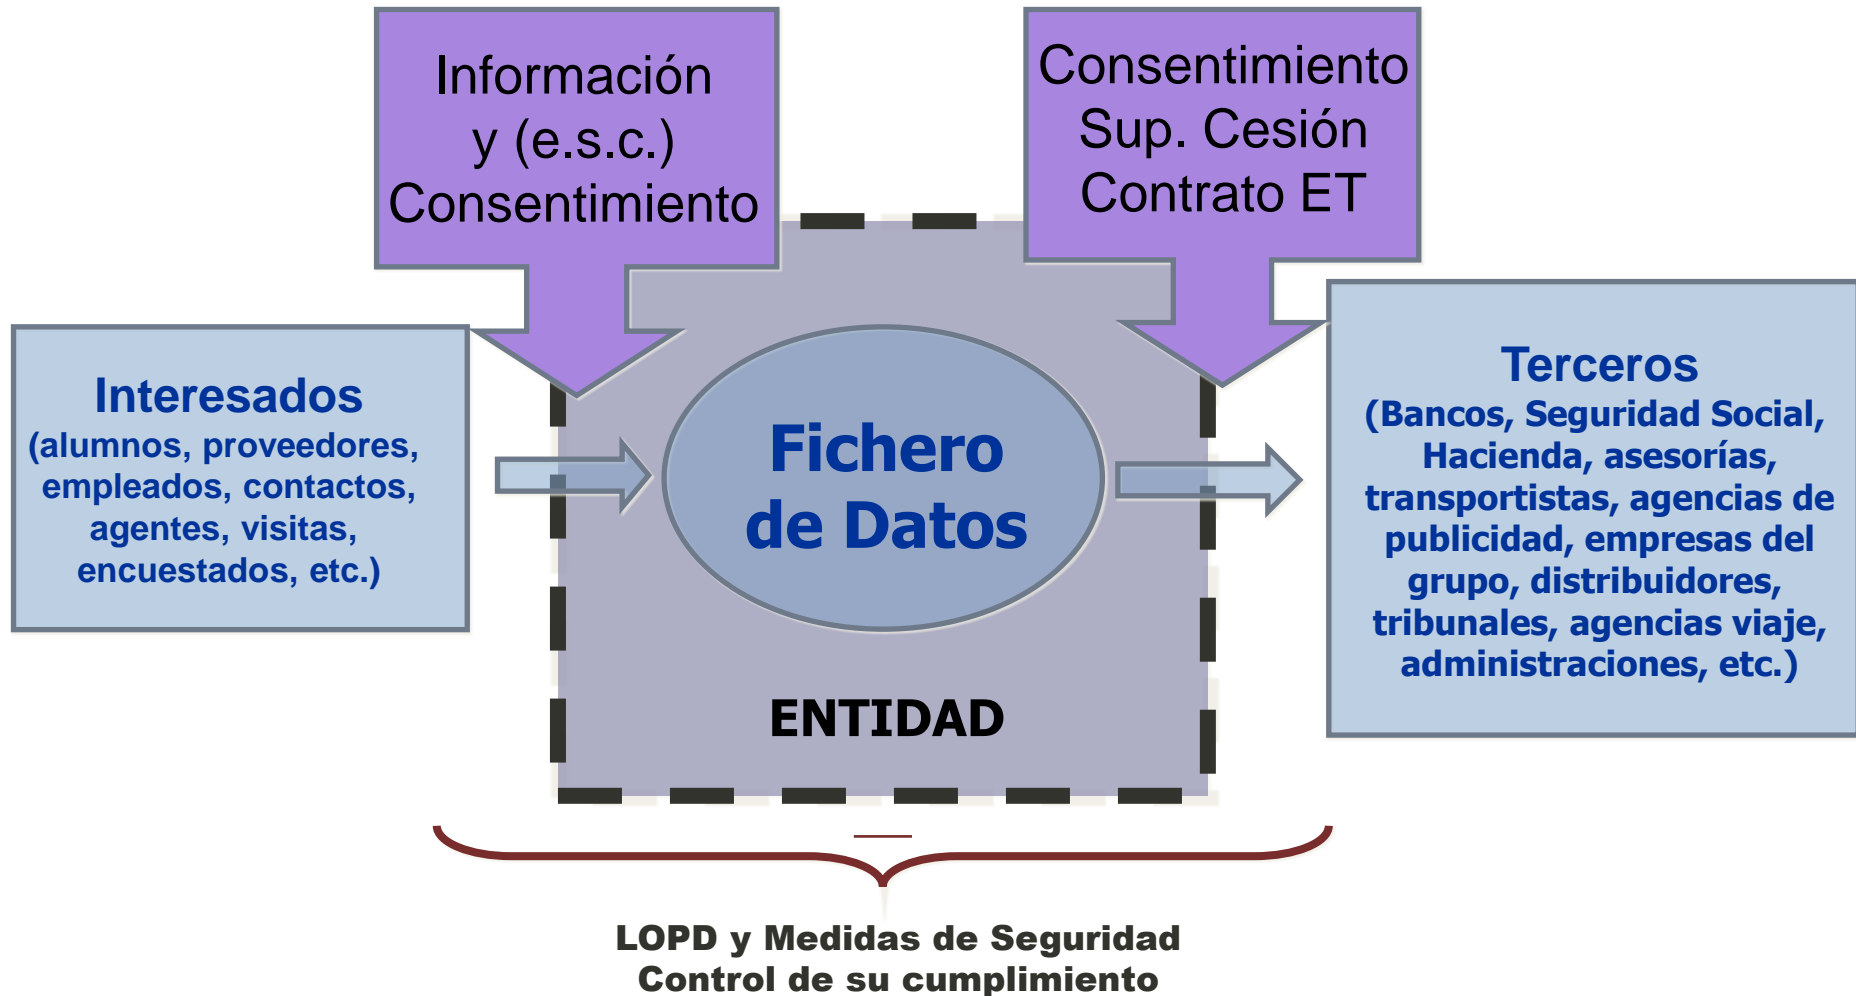 Información
y (e.s.c.)
Consentimiento
Consentimiento
Sup. Cesión
Contrato ET
Interesados
(alumnos, proveedores,
empleados, contactos,
agentes, visitas,
encuestados, etc.)
Fichero
de Datos
ENTIDAD
Terceros
(Bancos, Seguridad Social,
Hacienda, asesorías,
transportistas, agencias de
publicidad, empresas del
grupo, distribuidores,
tribunales, agencias viaje,
administraciones, etc.)
LOPD y Medidas de Seguridad
Control de su cumplimiento